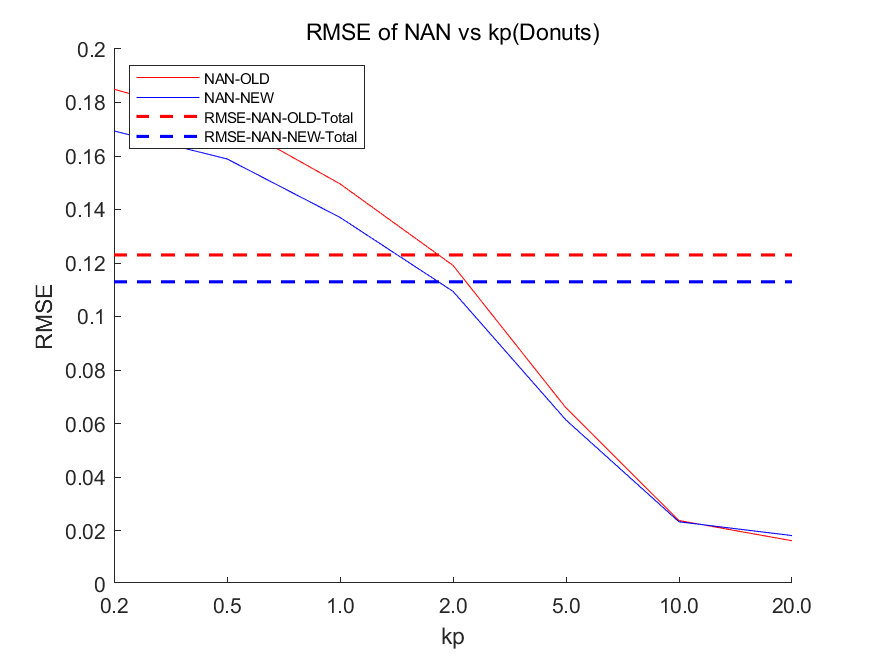 RMSE of NAN vs kp(Donuts)
0.2
0.18
0.16
0.14
0.12
0.1
0.08
0.06
0.04
0.02
0
RMSE
NAN-OLD
NAN-NEW
RMSE-NAN-OLD-Total
RMSE-NAN-NEW-Total
0.2 0.5 1.0 2.0 5.0 10.0 20.0
kp